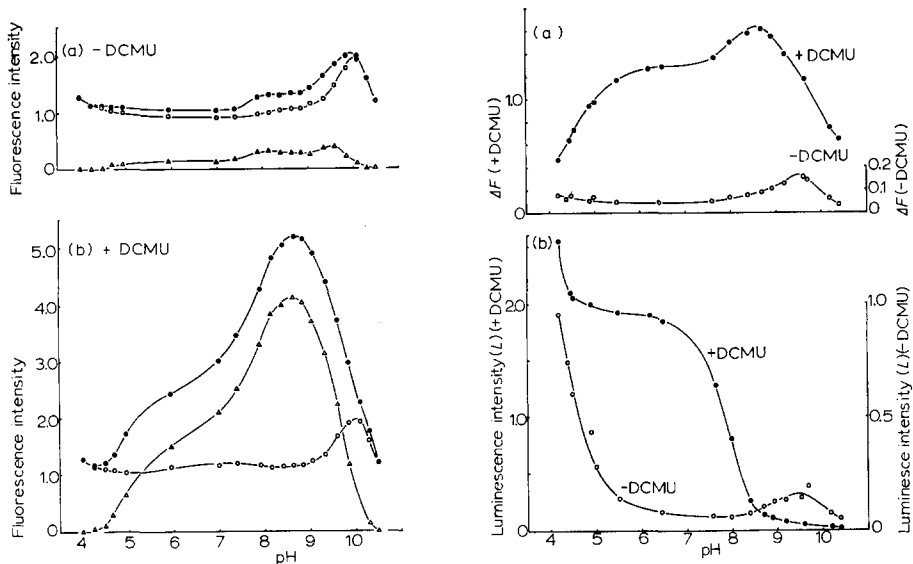 (a) -DCMU
Fluorescence intensity
2.0
1.0
0
(b) + DCMU
Fluorescence intensity
5.0
4.0
3.0
2.0
1.0
0
4 5 6 7 8 9 10
pH
(a)
+DCMU
-DCMU
ΔF (+DCMU)
1.0
0
0.2
0.1
0
ΔF(-DCMU)
(b)
+DCMU
-DCMU
Luminescence intensity (L) (+DCMU)
2.0
1.0
0
1.0
0.5
0
Luminesce intensity (L)(-DCMU)
4 5 6 7 8 9 10
pH